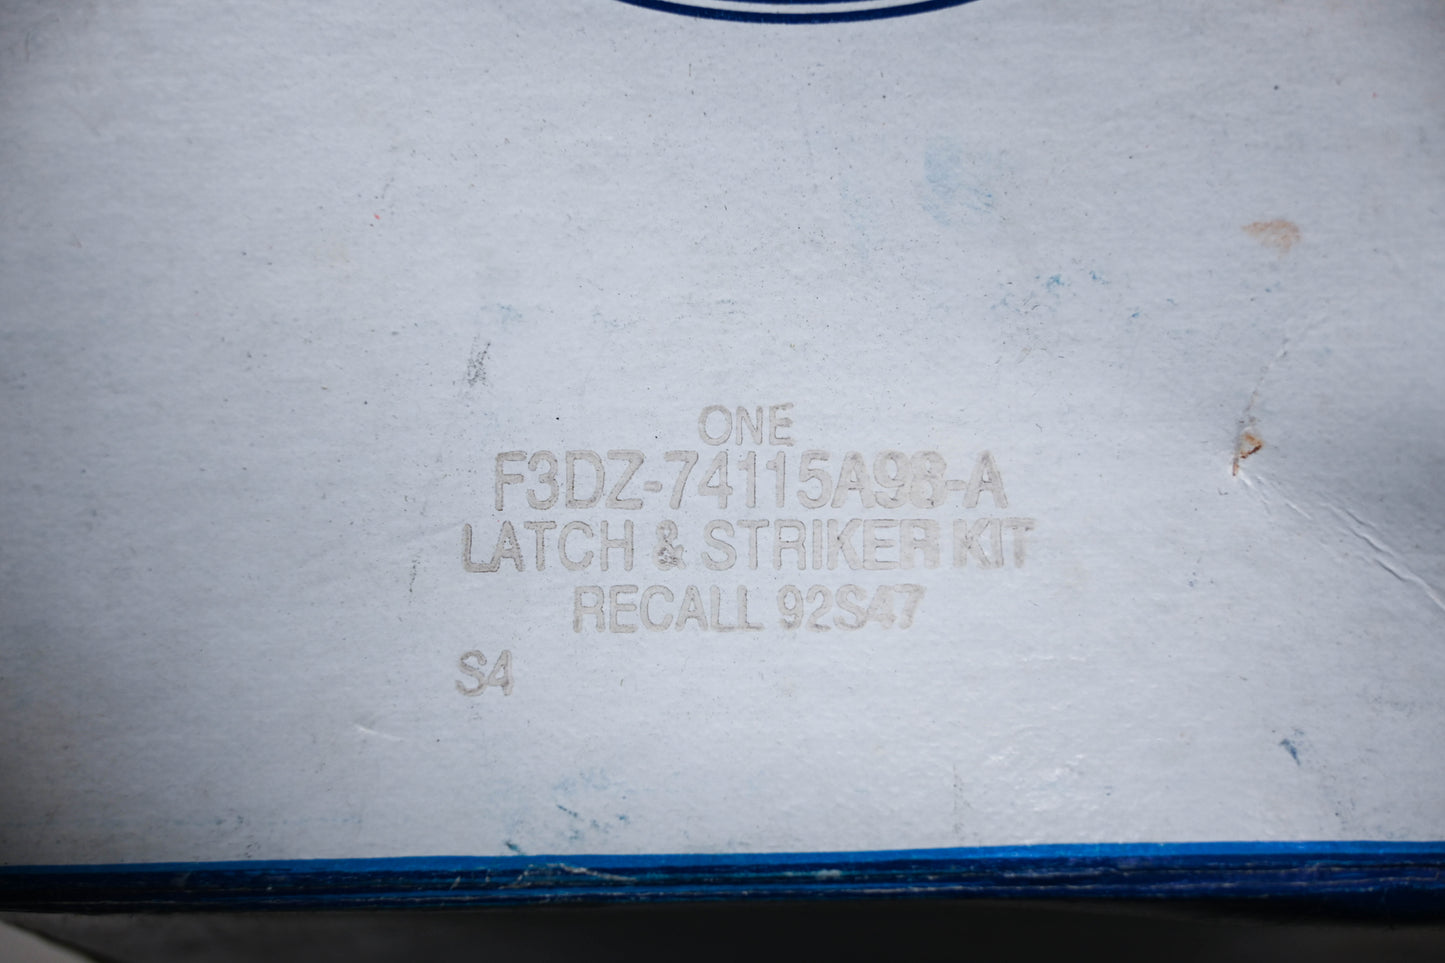 ONE
F3DZ-74115A98-A
LATCH & STRIKER KIT
RECALL 92S47
S4